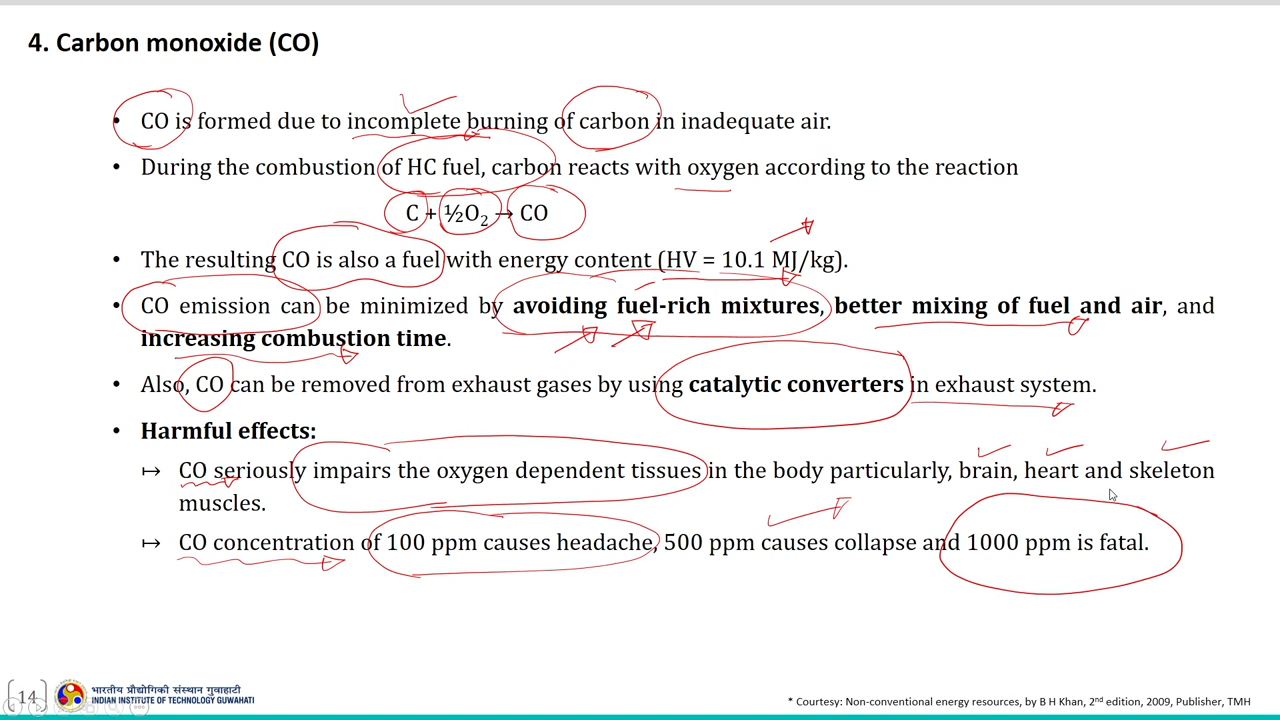 4. Carbon monoxide (CO)
• CO is formed due to incomplete burning of carbon in inadequate air.
• During the combustion of HC fuel, carbon reacts with oxygen according to the reaction
C + ½O₂ → CO
• The resulting CO is also a fuel with energy content (HV = 10.1 MJ/kg).
• CO emission can be minimized by avoiding fuel-rich mixtures, better mixing of fuel and air, and
increasing combustion time.
• Also, CO can be removed from exhaust gases by using catalytic converters in exhaust system.
• Harmful effects:
↦ CO seriously impairs the oxygen dependent tissues in the body particularly, brain, heart and skeleton
muscles.
↦ CO concentration of 100 ppm causes headache, 500 ppm causes collapse and 1000 ppm is fatal.
14
भारतीय प्रौद्योगिकी संस्थान गुवाहाटी
INDIAN INSTITUTE OF TECHNOLOGY GUWAHATI
* Courtesy: Non-conventional energy resources, by B H Khan, 2nd edition, 2009, Publisher, TMH